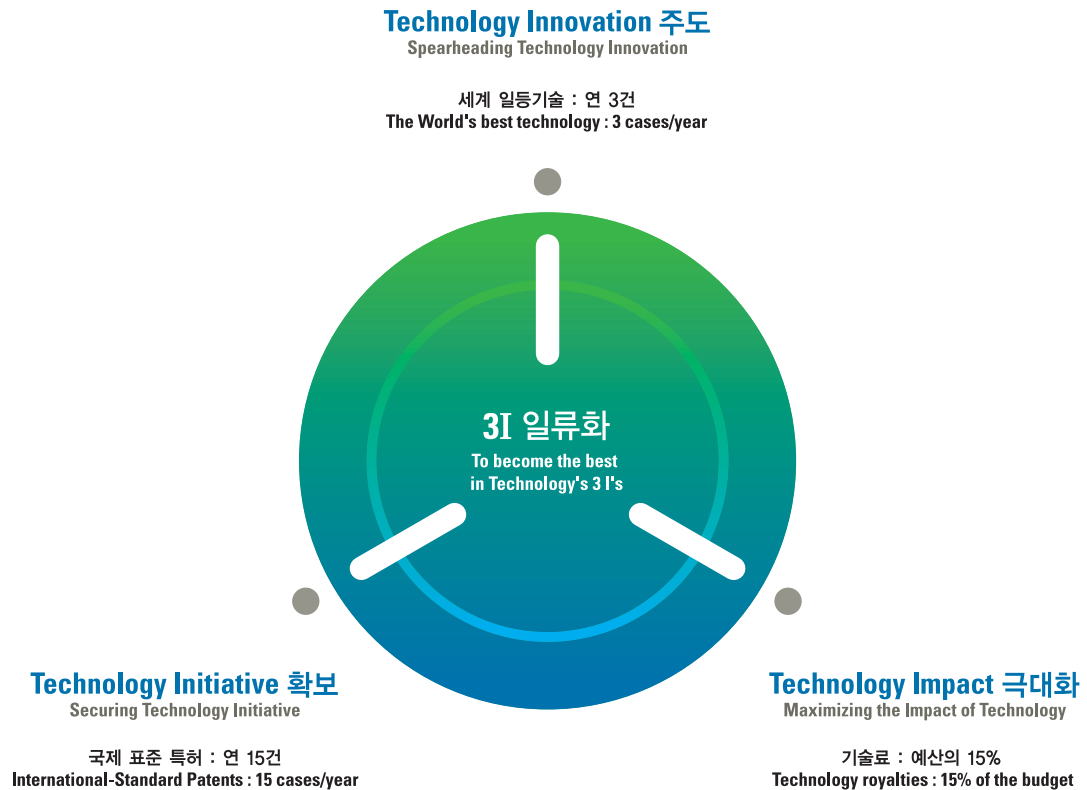 Technology Innovation 주도
Spearheading Technology Innovation
세계 일등기술 : 연 3건
The World's best technology : 3 cases/year
3I 일류화
To become the best
in Technology's 3 I's
Technology Initiative 확보
Securing Technology Initiative
국제 표준 특허 : 연 15건
International-Standard Patents : 15 cases/year
Technology Impact 극대화
Maximizing the Impact of Technology
기술료 : 예산의 15%
Technology royalties : 15% of the budget